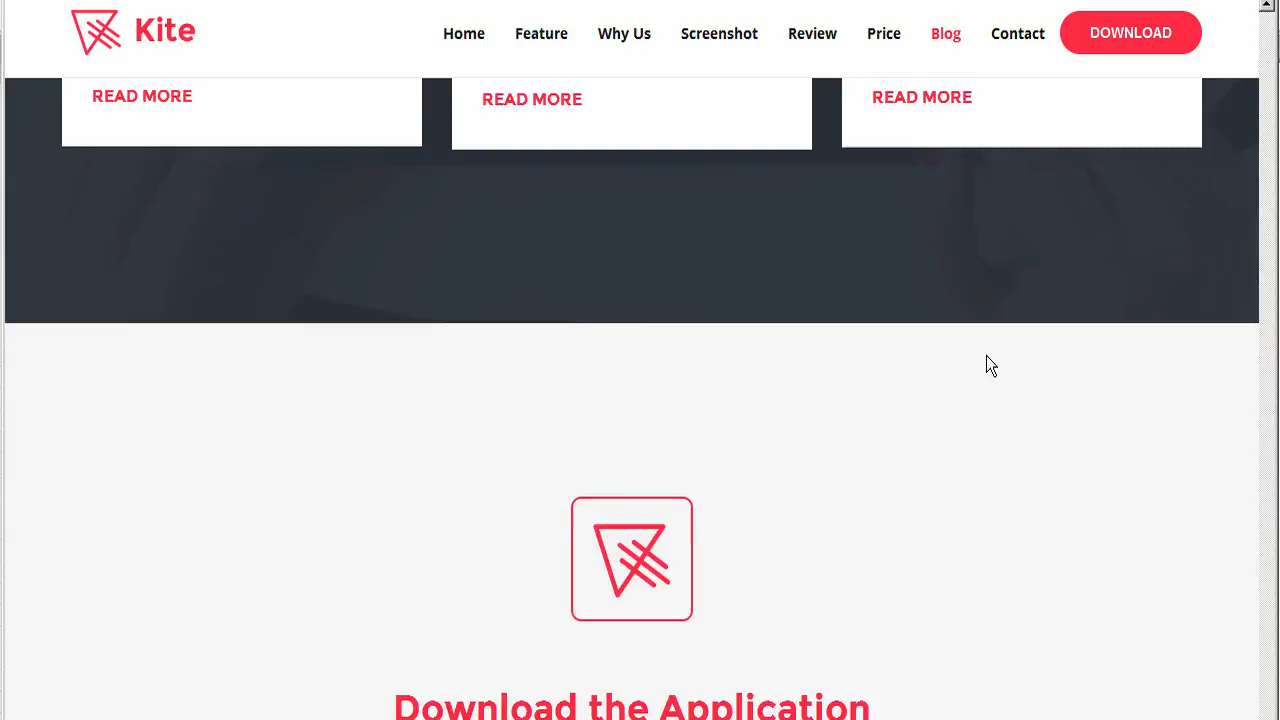 Kite
Home Feature Why Us Screenshot Review Price Blog Contact DOWNLOAD
READ MORE READ MORE READ MORE
Download the Application